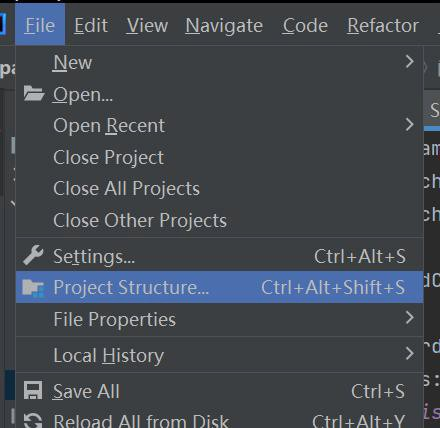 File Edit View Navigate Code Refactor
New
Open...
Open Recent
Close Project
Close All Projects
Close Other Projects
Settings... Ctrl+Alt+S
Project Structure... Ctrl+Alt+Shift+S
File Properties
Local History
Save All Ctrl+S
Reload All from Disk Ctrl+Alt+Y